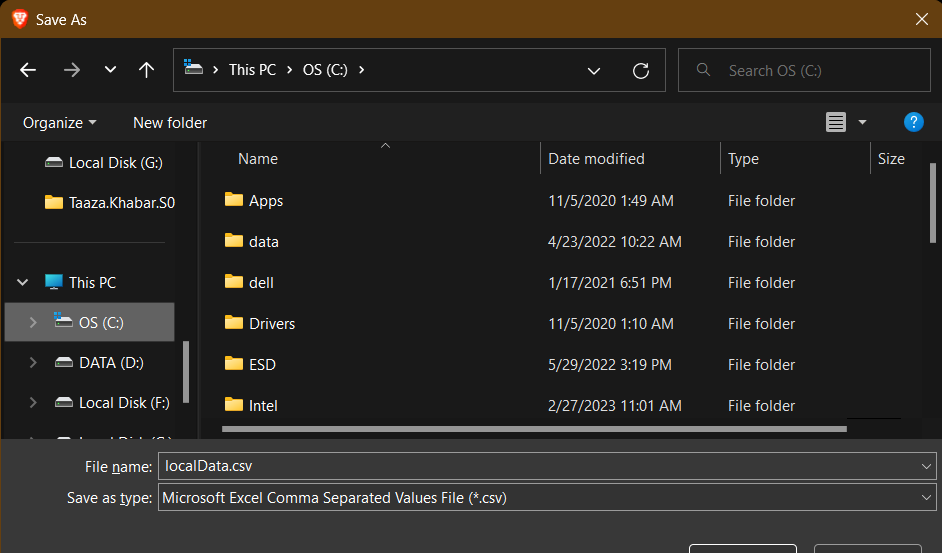 Save As
This PC > OS (C:) >
Search OS (C:)
Organize
New folder
?
Local Disk (G:)
Taaza.Khabar.S0
This PC
OS (C:)
DATA (D:)
Local Disk (F:)
Name Date modified Type Size
Apps 11/5/2020 1:49 AM File folder
data 4/23/2022 10:22 AM File folder
dell 1/17/2021 6:51 PM File folder
Drivers 11/5/2020 1:10 AM File folder
ESD 5/29/2022 3:19 PM File folder
Intel 2/27/2023 11:01 AM File folder
File name: localData.csv
Save as type: Microsoft Excel Comma Separated Values File (*.csv)